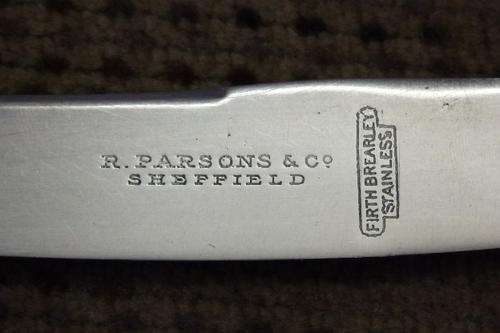 R. PARSONS & Co
SHEFFIELD
FIRTH BREARLEY
STAINLESS